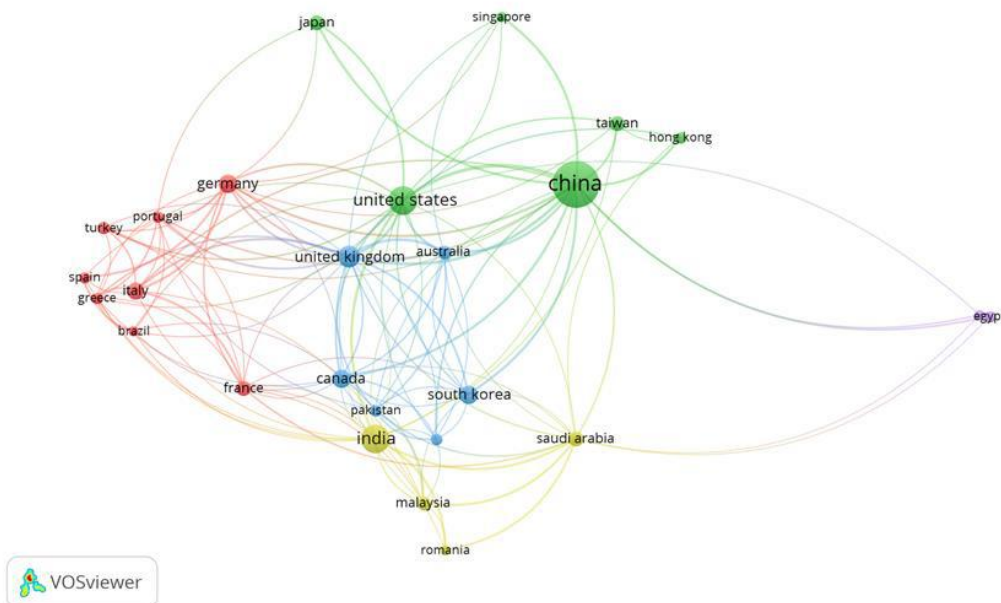 japan
singapore
taiwan
hong kong
germany
china
united states
portugal
turkey
united kingdom
australia
spain
italy
greece
egyp
brazil
france
canada
south korea
pakistan
india
saudi arabia
malaysia
romania
VOSviewer